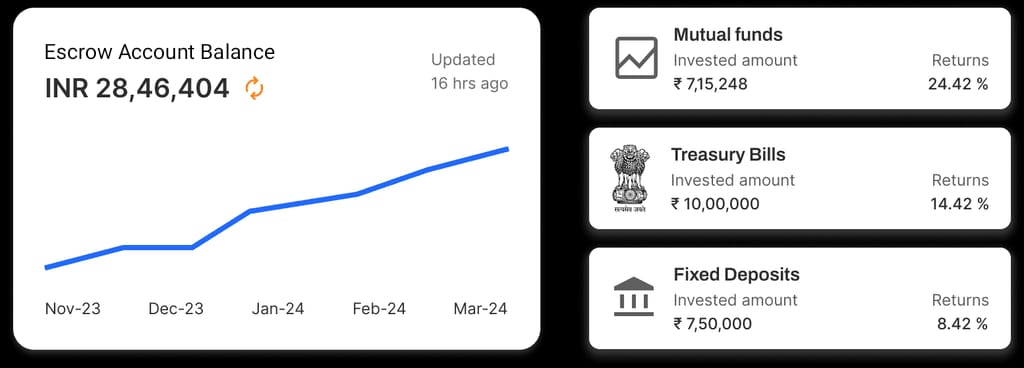 Escrow Account Balance
INR 28,46,404
Updated
16 hrs ago
Nov-23 Dec-23 Jan-24 Feb-24 Mar-24
Mutual funds
Invested amount Returns
₹ 7,15,248 24.42 %
Treasury Bills
Invested amount Returns
₹ 10,00,000 14.42 %
सत्यमेव जयते
Fixed Deposits
Invested amount Returns
₹ 7,50,000 8.42 %